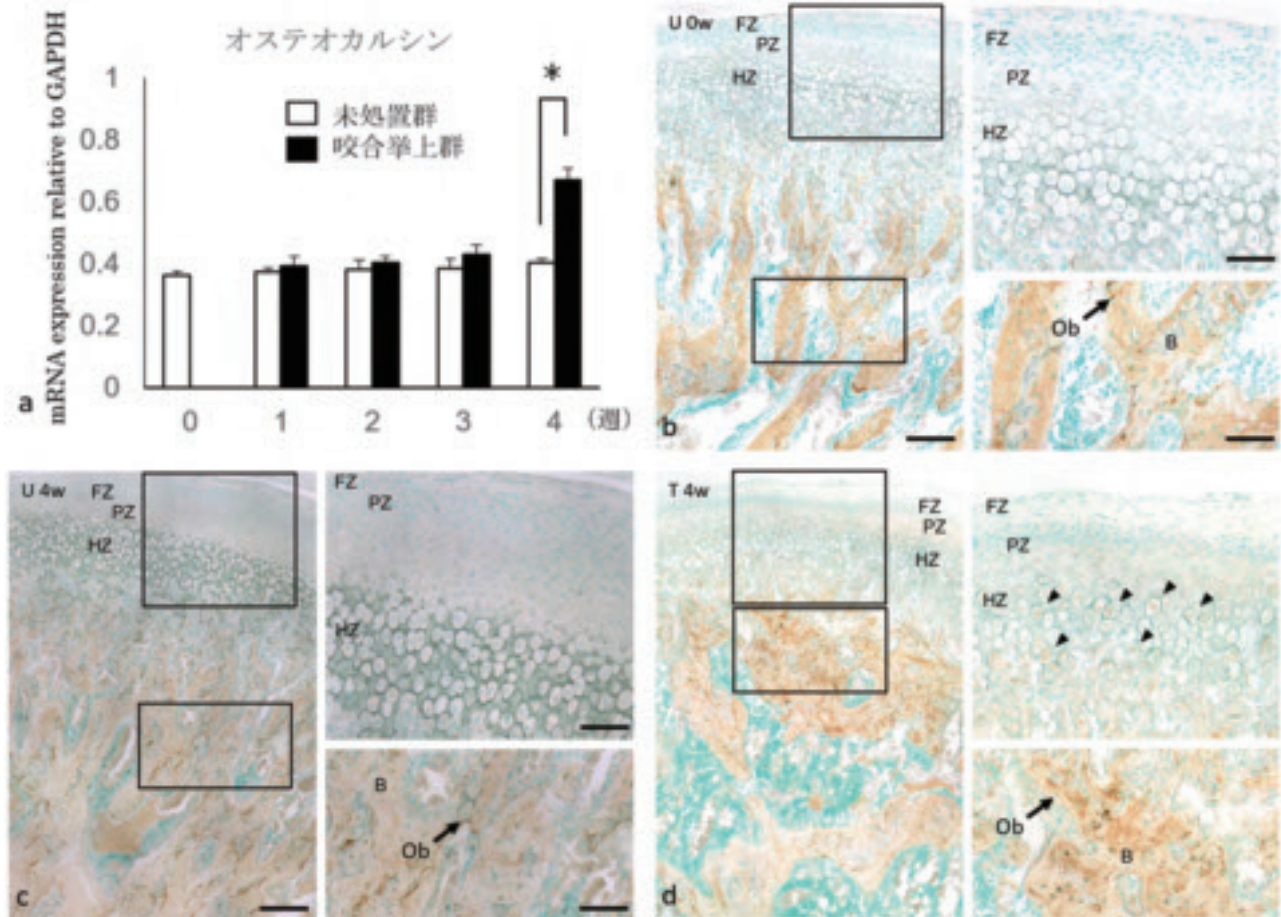 オステオカルシン
mRNA expression relative to GAPDH
1
0.8
0.6
0.4
0.2
0
未処置群
咬合挙上群
*
0 1 2 3 4 (週)
a
U 0w FZ
PZ
HZ
b
FZ
PZ
HZ
Ob
B
U 4w FZ
PZ
HZ
c
FZ
PZ
HZ
B
Ob
T 4w
FZ
PZ
HZ
d
FZ
PZ
HZ
Ob
B